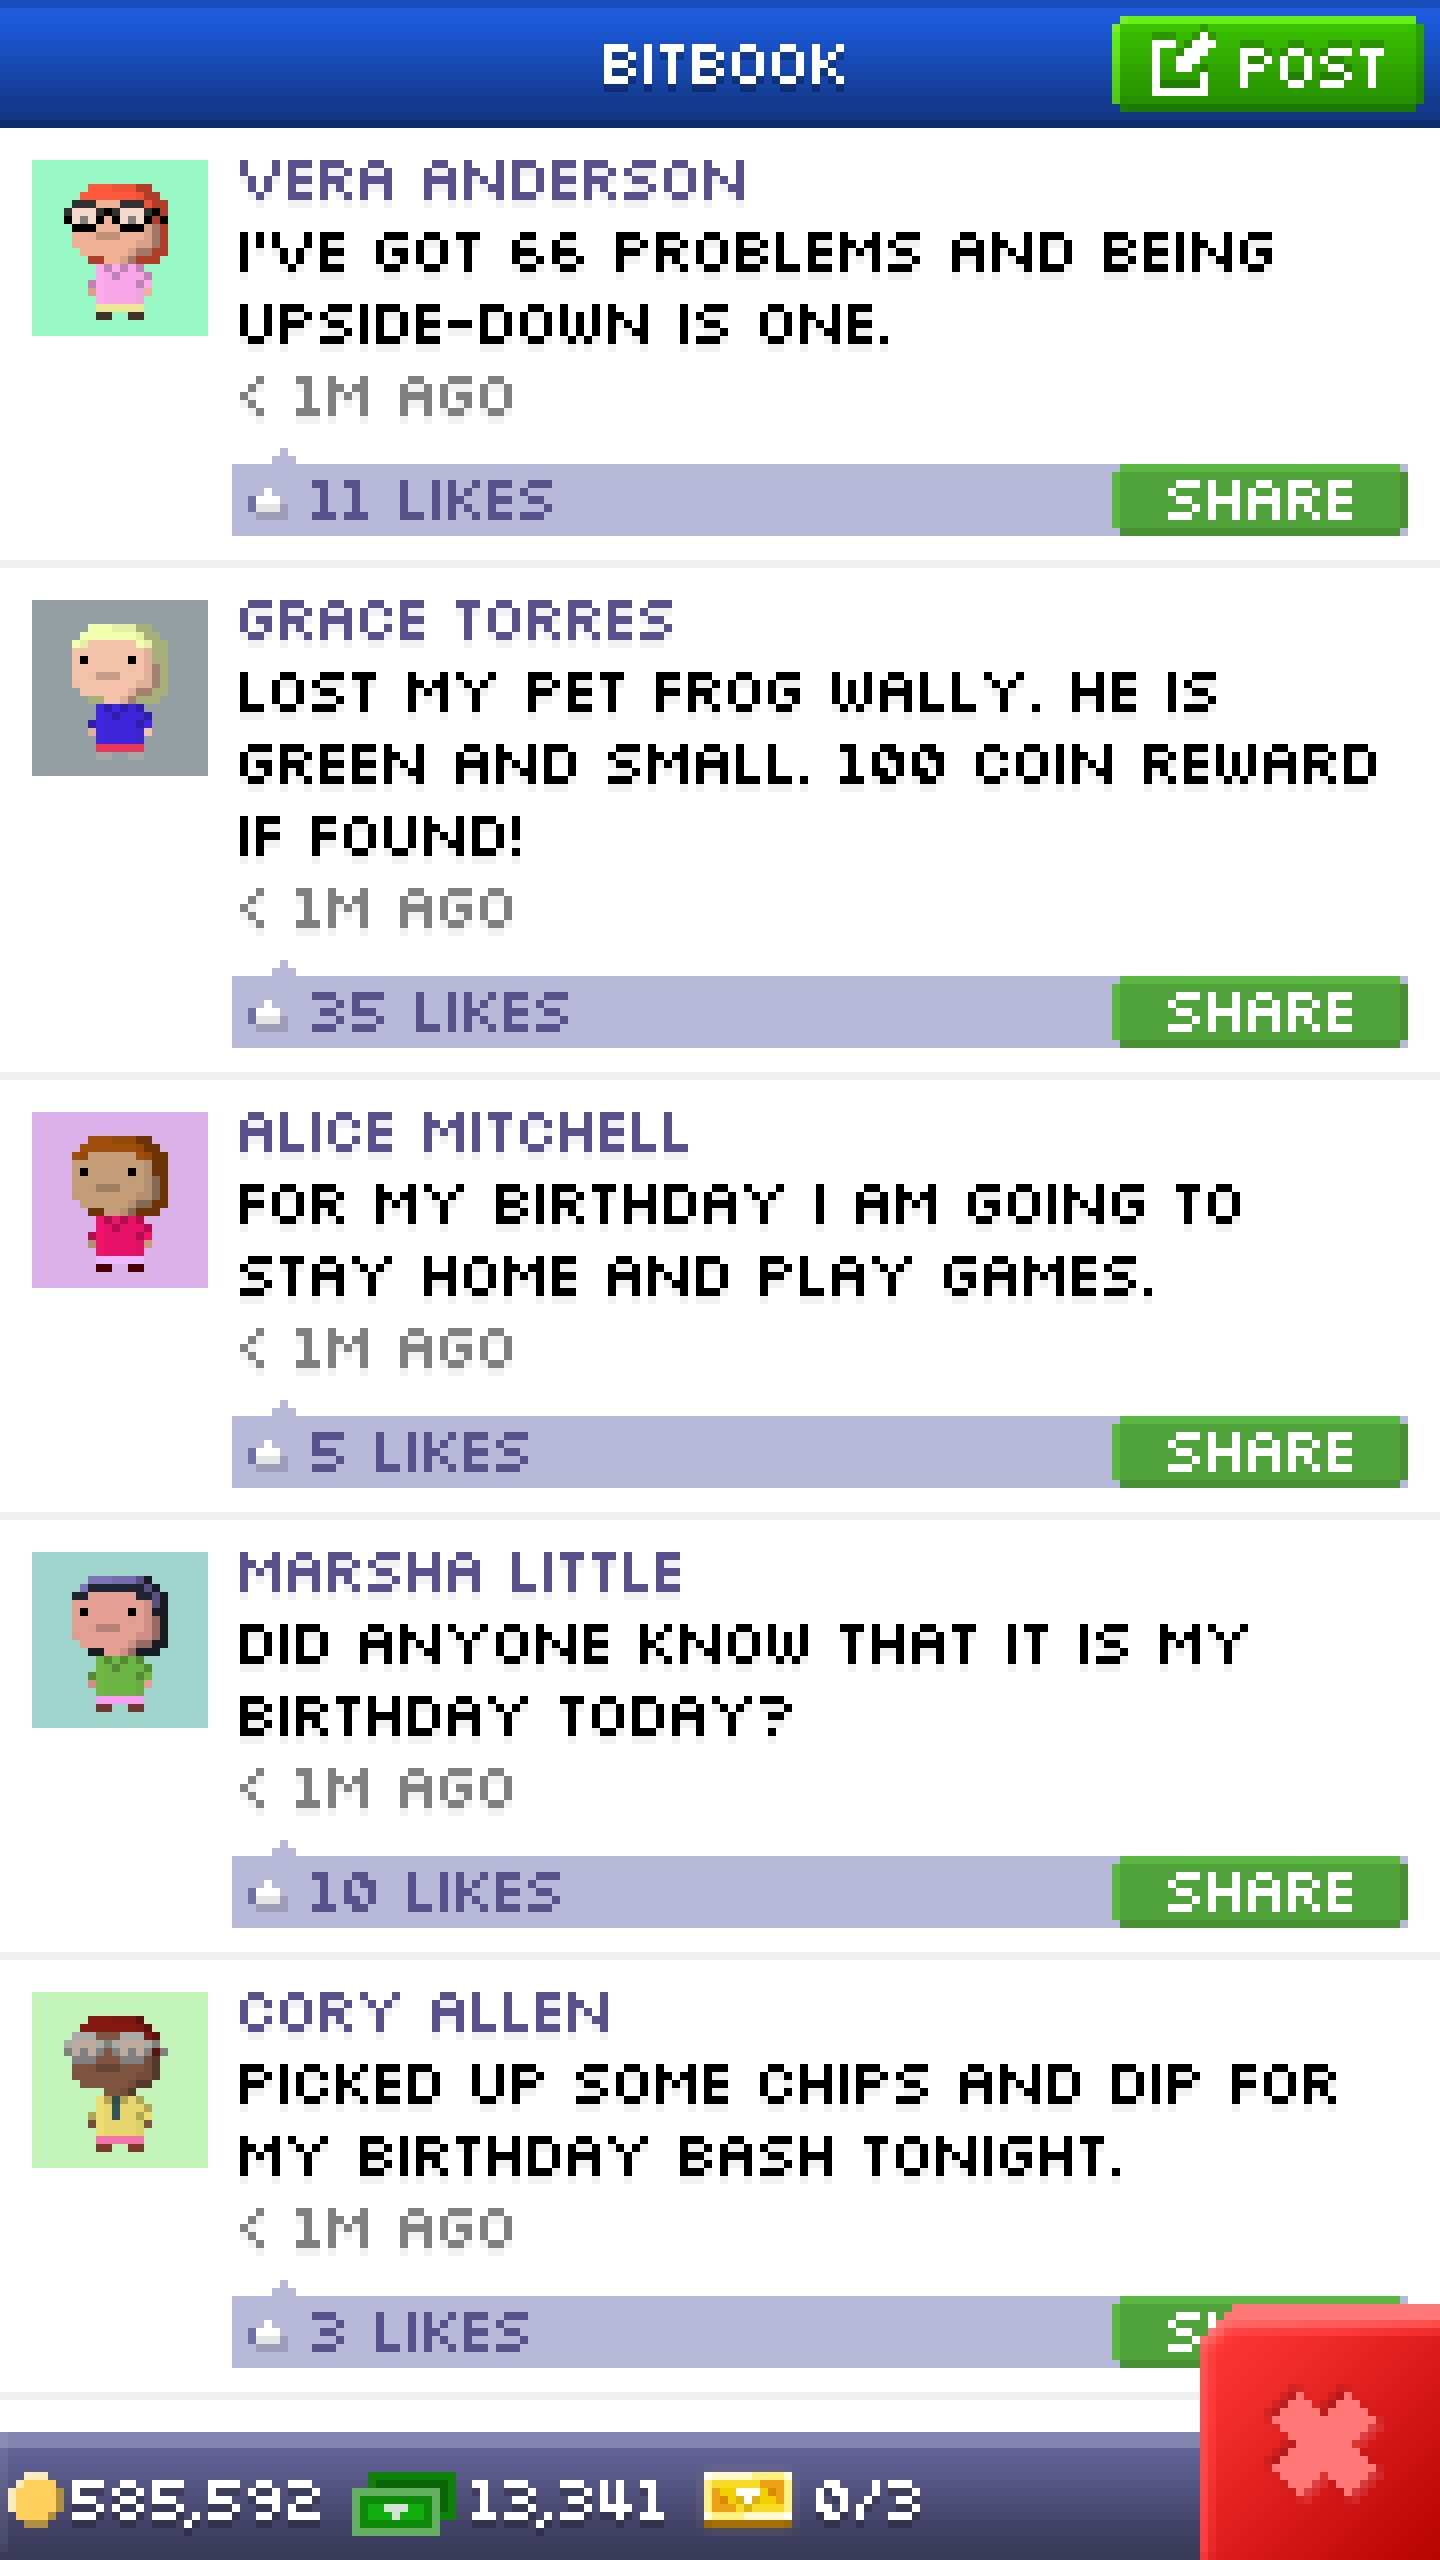 BITBOOK
POST
VERA ANDERSON
I'VE GOT 66 PROBLEMS AND BEING
UPSIDE-DOWN IS ONE.
< 1M AGO
11 LIKES
SHARE
GRACE TORRES
LOST MY PET FROG WALLY. HE IS
GREEN AND SMALL. 100 COIN REWARD
IF FOUND!
< 1M AGO
35 LIKES
SHARE
ALICE MITCHELL
FOR MY BIRTHDAY I AM GOING TO
STAY HOME AND PLAY GAMES.
< 1M AGO
5 LIKES
SHARE
MARSHA LITTLE
DID ANYONE KNOW THAT IT IS MY
BIRTHDAY TODAY?
< 1M AGO
10 LIKES
SHARE
CORY ALLEN
PICKED UP SOME CHIPS AND DIP FOR
MY BIRTHDAY BASH TONIGHT.
< 1M AGO
3 LIKES
585,592 13,341 0/3